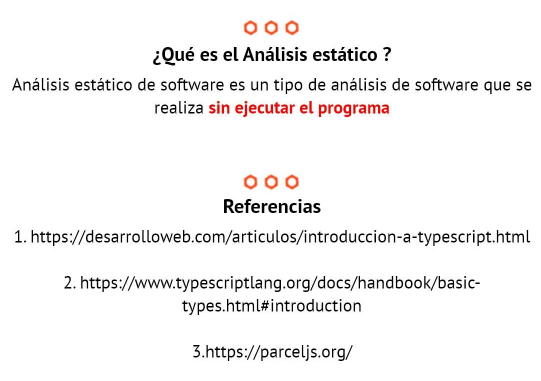 ¿Qué es el Análisis estático ?
Análisis estático de software es un tipo de análisis de software que se
realiza sin ejecutar el programa
Referencias
1. https://desarrolloweb.com/articulos/introduccion-a-typescript.html
2. https://www.typescriptlang.org/docs/handbook/basic-
types.html#introduction
3.https://parceljs.org/